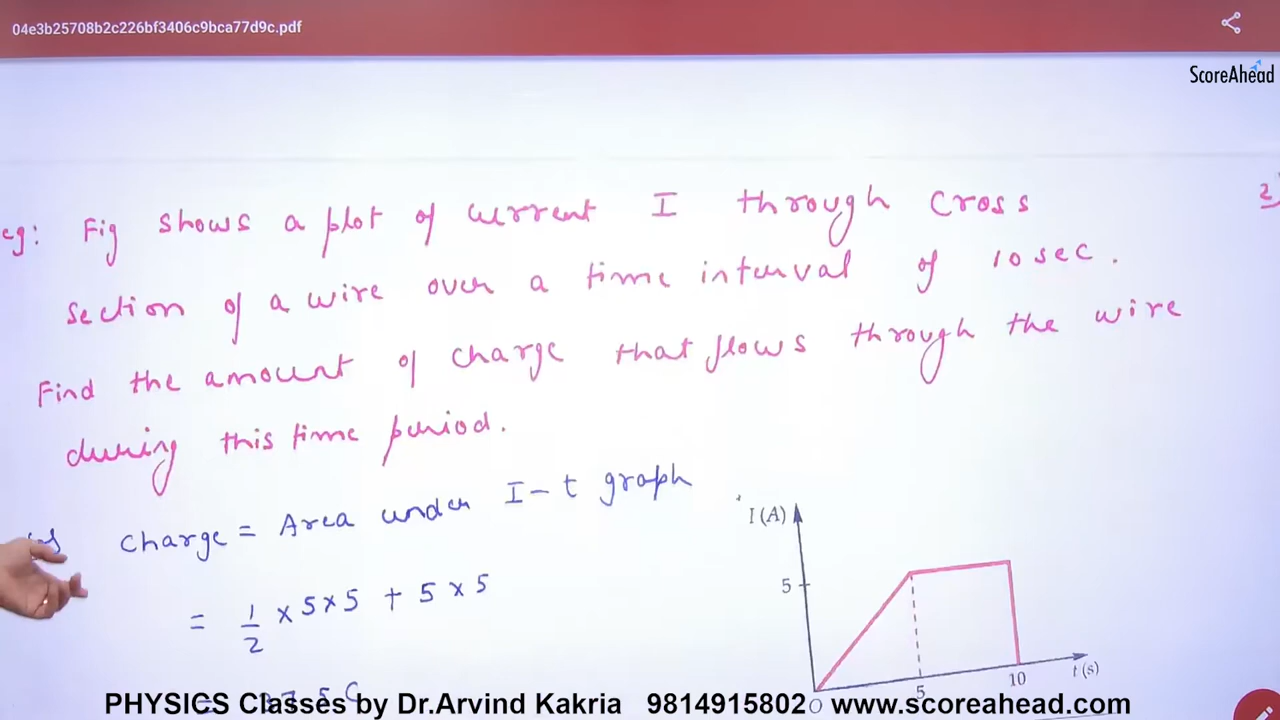 04e3b25708b2c226bf3406c9bca77d9c.pdf
ScoreAhead
eg: Fig shows a plot of current I through cross
section of a wire over a time interval of 10 sec.
Find the amount of charge that flows through the wire
during this time period.
Charge = Area under I-t graph
= 1/2 × 5×5 + 5×5
I (A)
5
5
10
t (s)
PHYSICS Classes by Dr.Arvind Kakria 9814915802 www.scoreahead.com